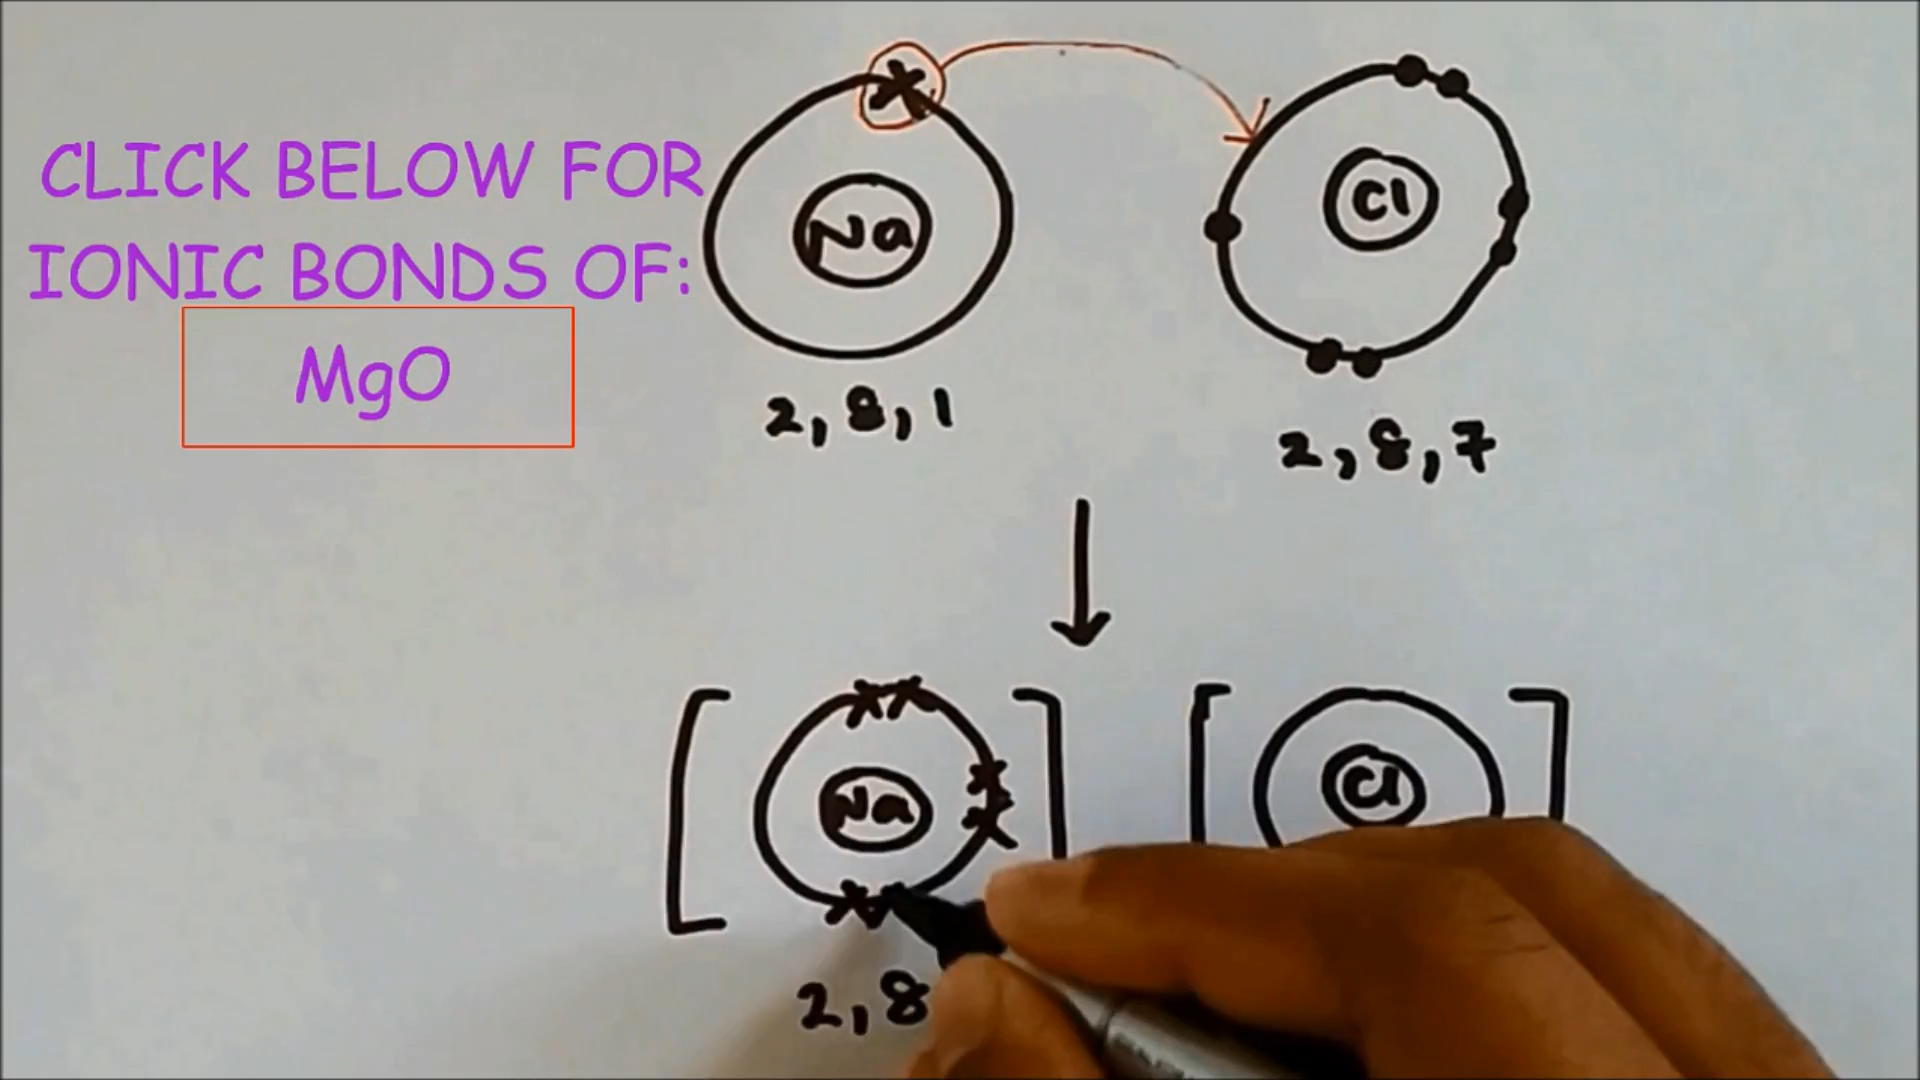 CLICK BELOW FOR
IONIC BONDS OF:
MgO
Na
Cl
2, 8, 1
2, 8, 7
Na
Cl
2, 8